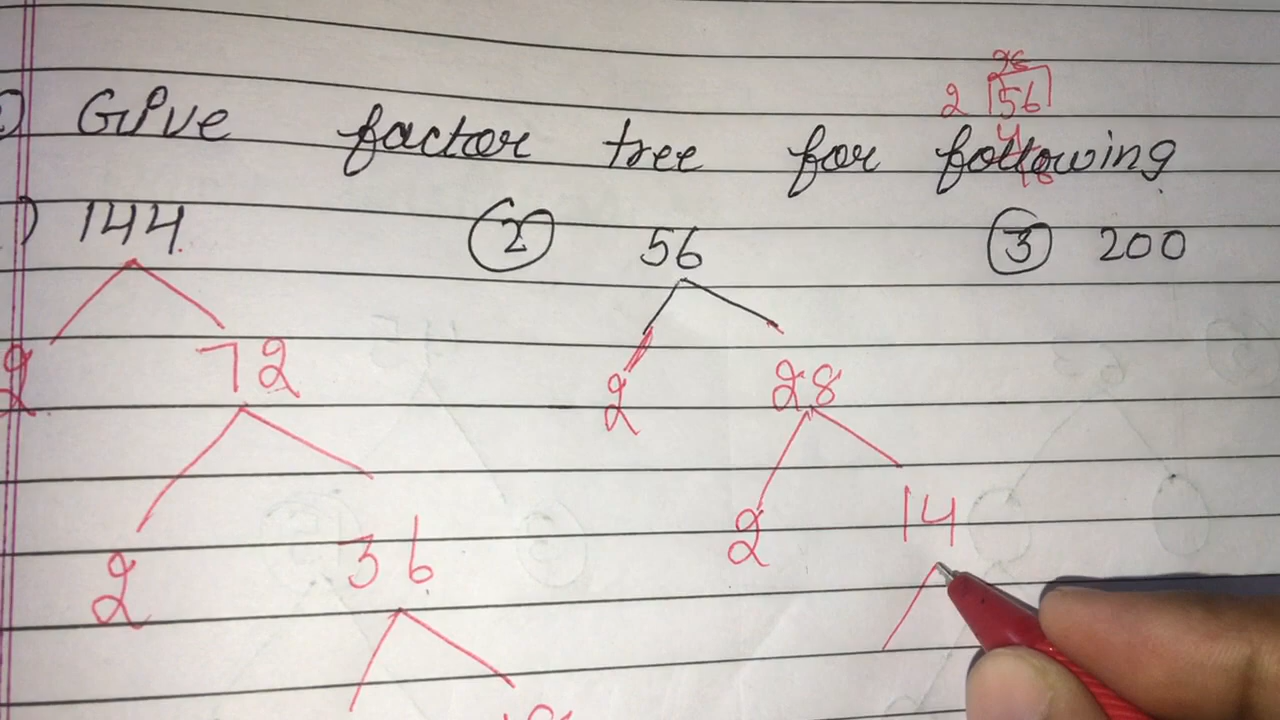 28
2 56
Give factor tree for following
4
16
) 144 2 56 3 200
2 72 2 28
2 36 2 14